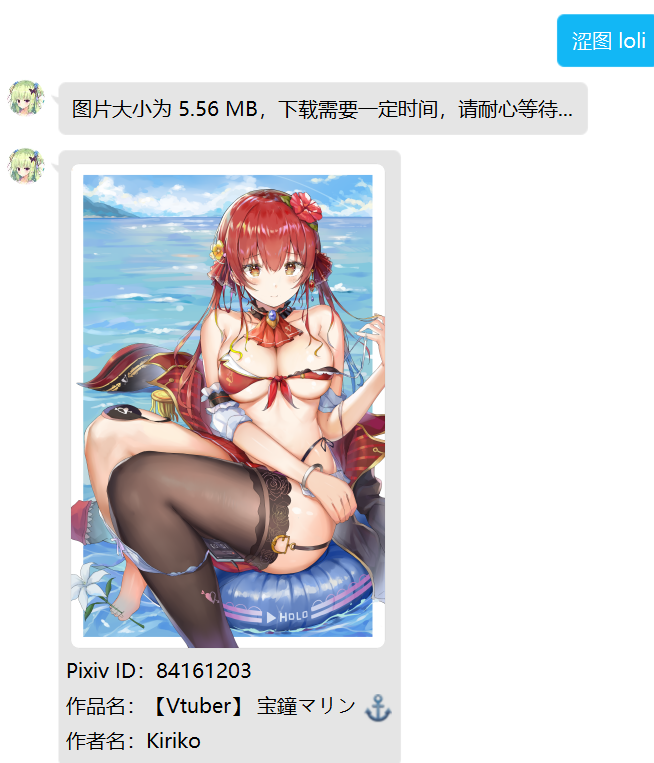 涩图 loli
图片大小为 5.56 MB，下载需要一定时间，请耐心等待...
HOLO
Pixiv ID：84161203
作品名：【Vtuber】 宝鐘マリン ⚓
作者名：Kiriko